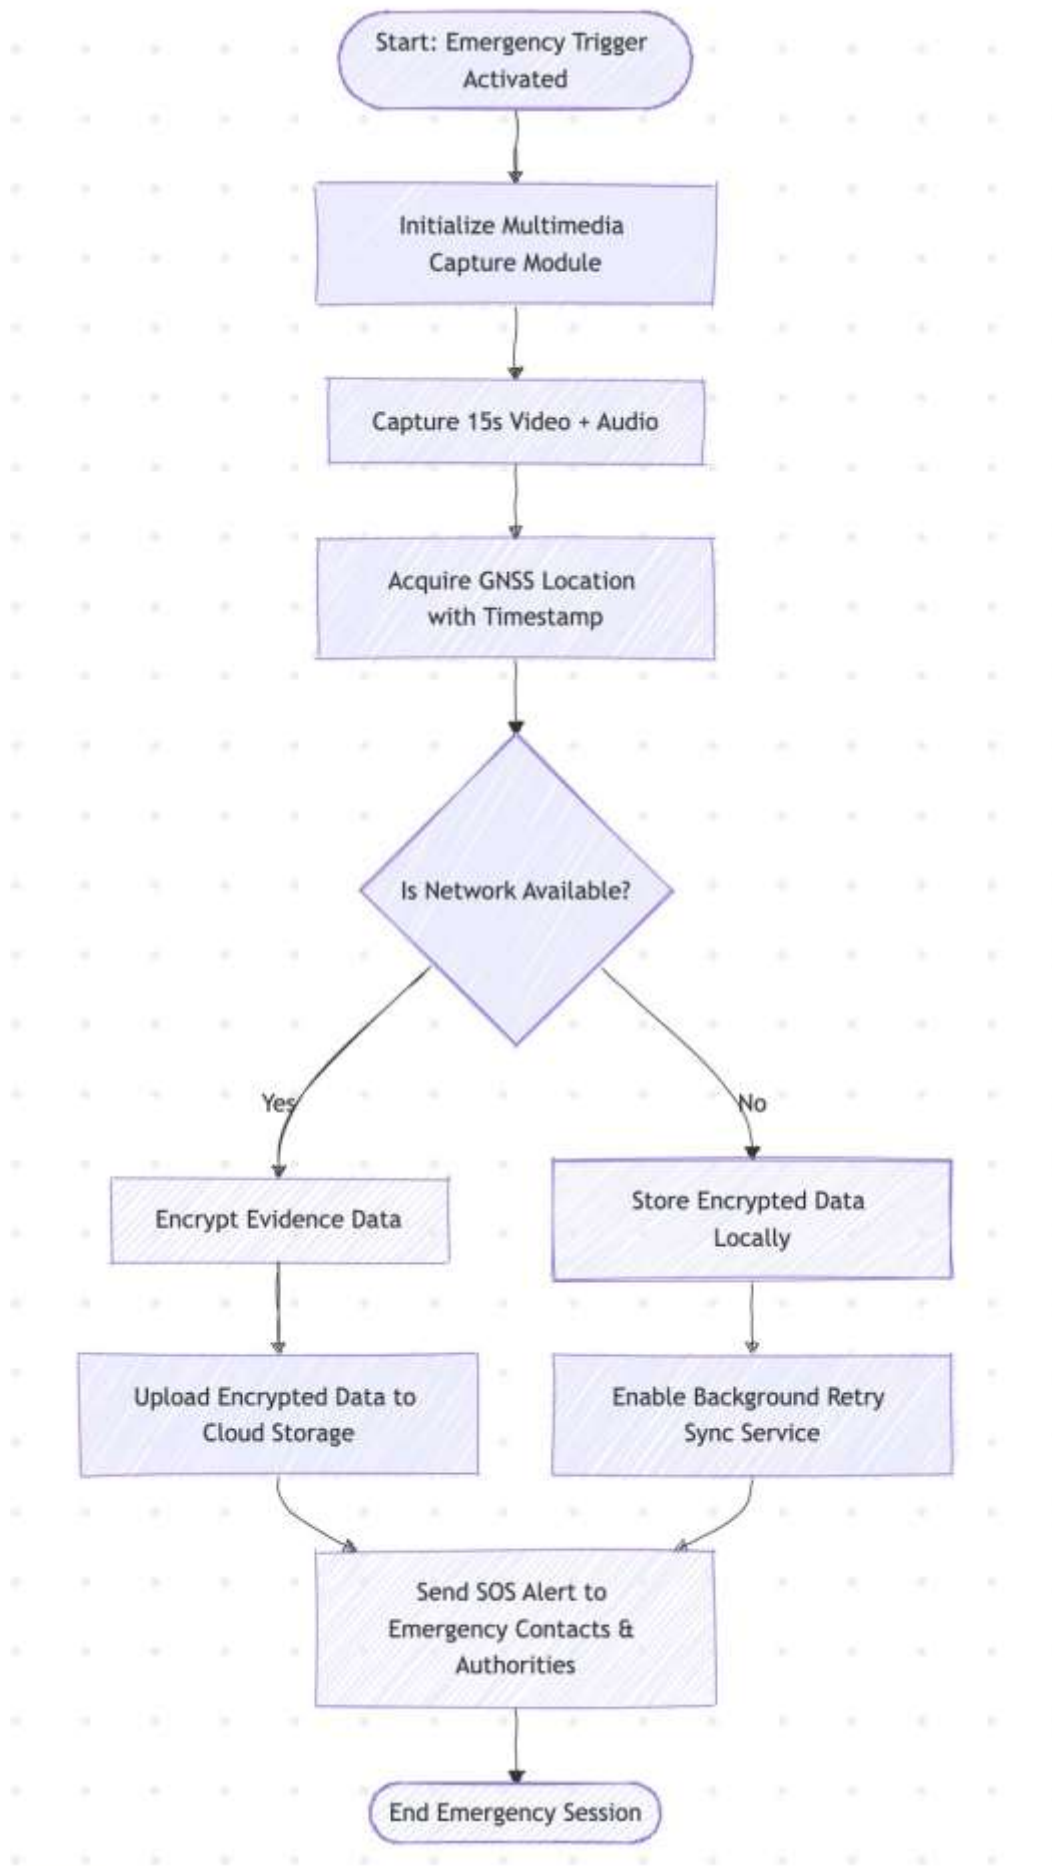 Start: Emergency Trigger
Activated
Initialize Multimedia
Capture Module
Capture 15s Video + Audio
Acquire GNSS Location
with Timestamp
Is Network Available?
Yes
No
Encrypt Evidence Data
Store Encrypted Data
Locally
Upload Encrypted Data to
Cloud Storage
Enable Background Retry
Sync Service
Send SOS Alert to
Emergency Contacts &
Authorities
End Emergency Session